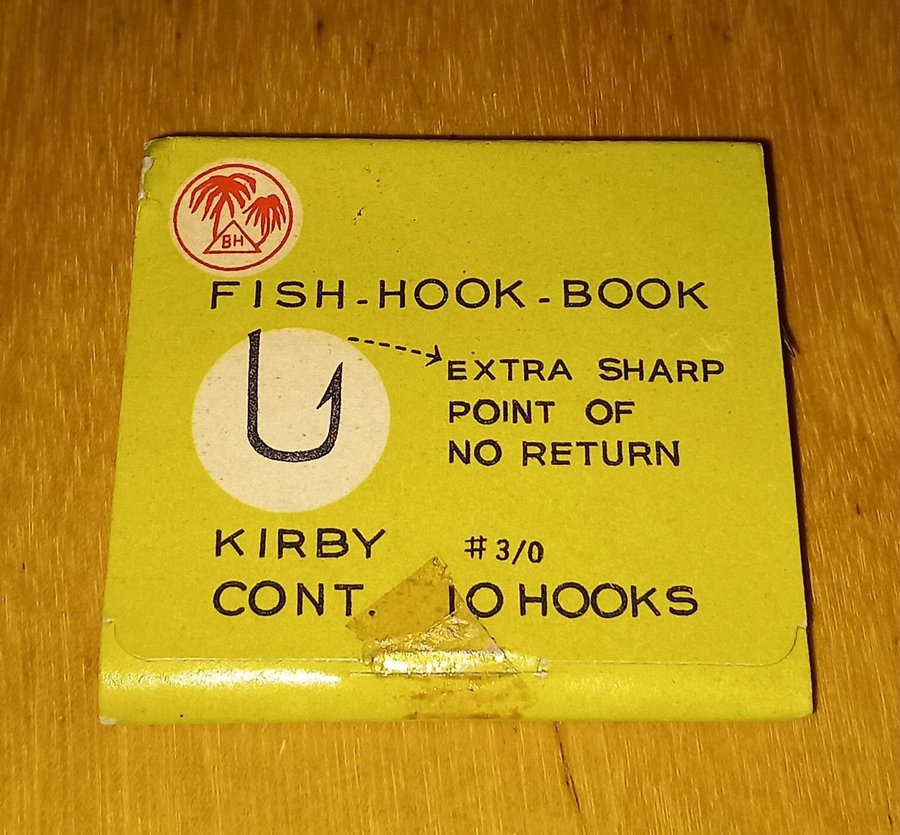 BH
FISH-HOOK-BOOK
EXTRA SHARP
POINT OF
NO RETURN
KIRBY #3/0
CONT. 10 HOOKS